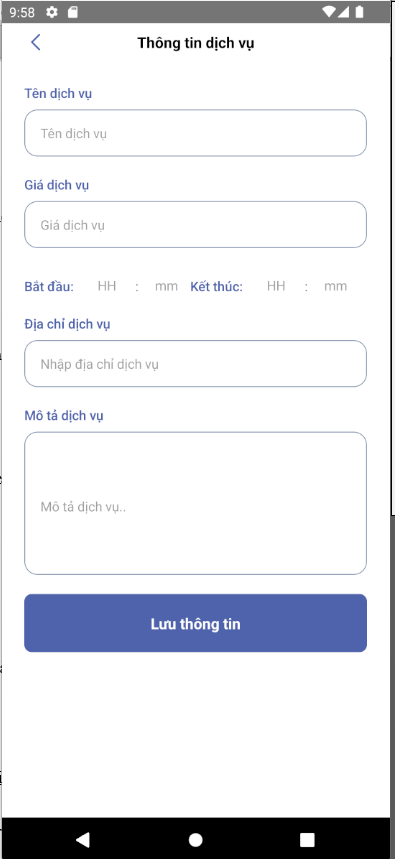 9:58
Thông tin dịch vụ
Tên dịch vụ
Tên dịch vụ
Giá dịch vụ
Giá dịch vụ
Bắt đầu: HH : mm Kết thúc: HH : mm
Địa chỉ dịch vụ
Nhập địa chỉ dịch vụ
Mô tả dịch vụ
Mô tả dịch vụ..
Lưu thông tin